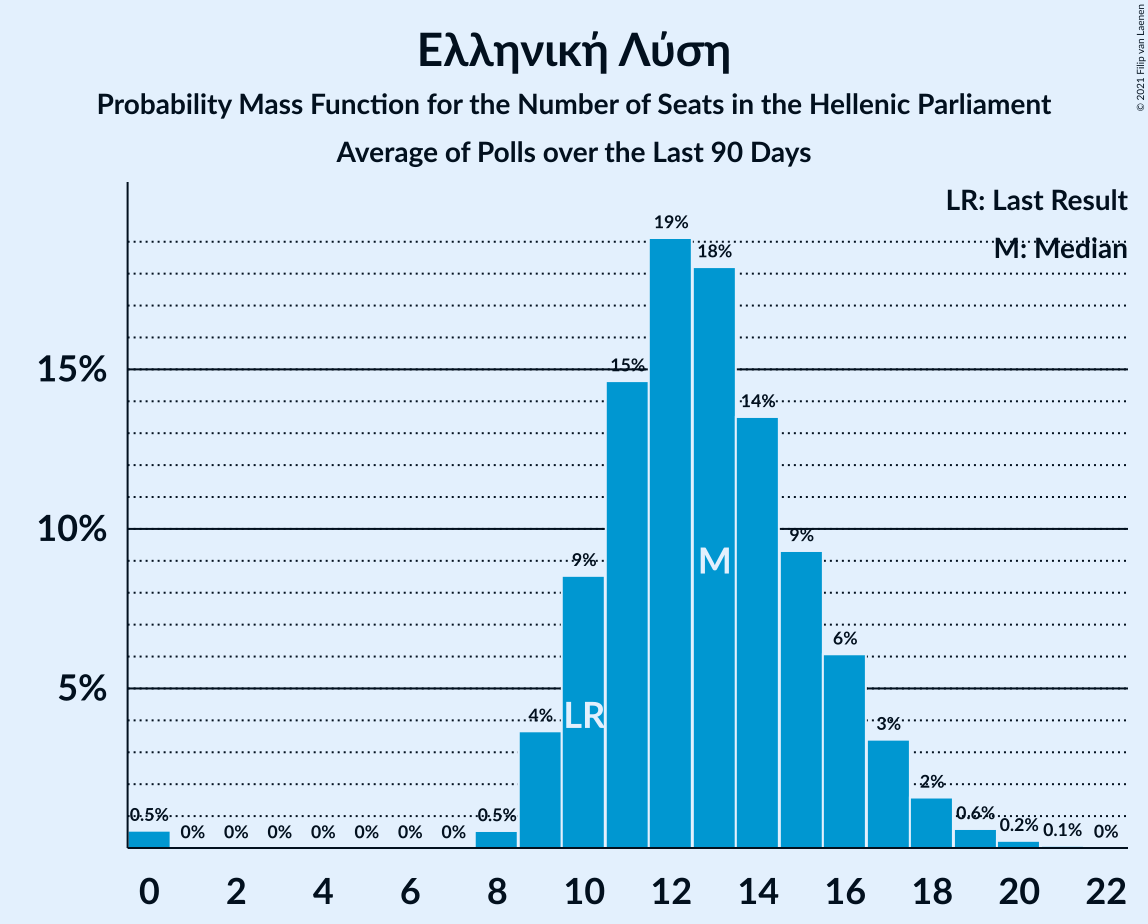 Ελληνική Λύση
Probability Mass Function for the Number of Seats in the Hellenic Parliament
Average of Polls over the Last 90 Days
© 2021 Filip van Laenen
LR: Last Result
M: Median
19%
18%
15%
15%
14%
10%
9%
9%
M
6%
5%
4%
LR
3%
2%
0.5%
0%
0%
0%
0%
0%
0%
0%
0.5%
0.6%
0.2%
0.1%
0%
0 2 4 6 8 10 12 14 16 18 20 22